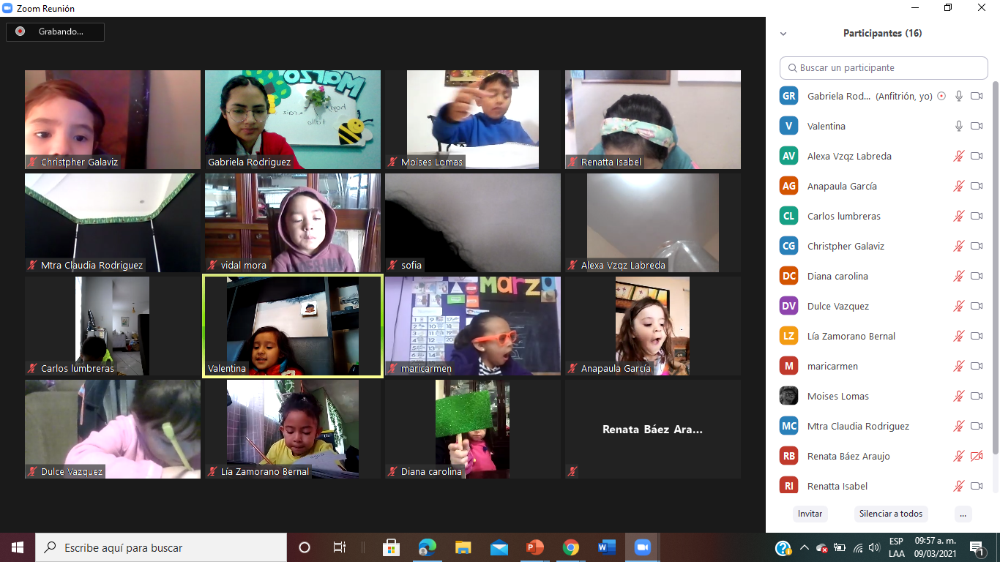 Zoom Reunión
Grabando...
Participantes (16)
Buscar un participante
GR Gabriela Rod... (Anfitrión, yo)
V Valentina
AV Alexa Vzqz Labreda
AG Anapaula García
CL Carlos lumbreras
CG Christpher Galaviz
DC Diana carolina
DV Dulce Vazquez
LZ Lía Zamorano Bernal
M maricarmen
Moises Lomas
MC Mtra Claudia Rodriguez
RB Renata Báez Araujo
RI Renatta Isabel
Invitar
Silenciar a todos
...
Marzo
hoja
raiz
tallo
Christpher Galaviz
Gabriela Rodriguez
Moises Lomas
Renatta Isabel
Mtra Claudia Rodriguez
vidal mora
sofia
Alexa Vzqz Labreda
Marzo
Carlos lumbreras
Valentina
maricarmen
Anapaula García
Renata Báez Ara...
Dulce Vazquez
Lía Zamorano Bernal
Diana carolina
Escribe aquí para buscar
ESP
LAA
09:57 a. m.
09/03/2021
1